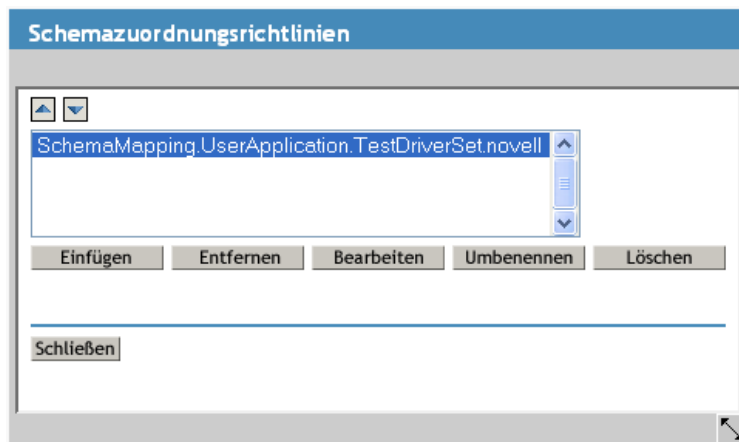 Schemazuordnungsrichtlinien
SchemaMapping.UserApplication.TestDriverSet.novell
Einfügen Entfernen Bearbeiten Umbenennen Löschen
Schließen